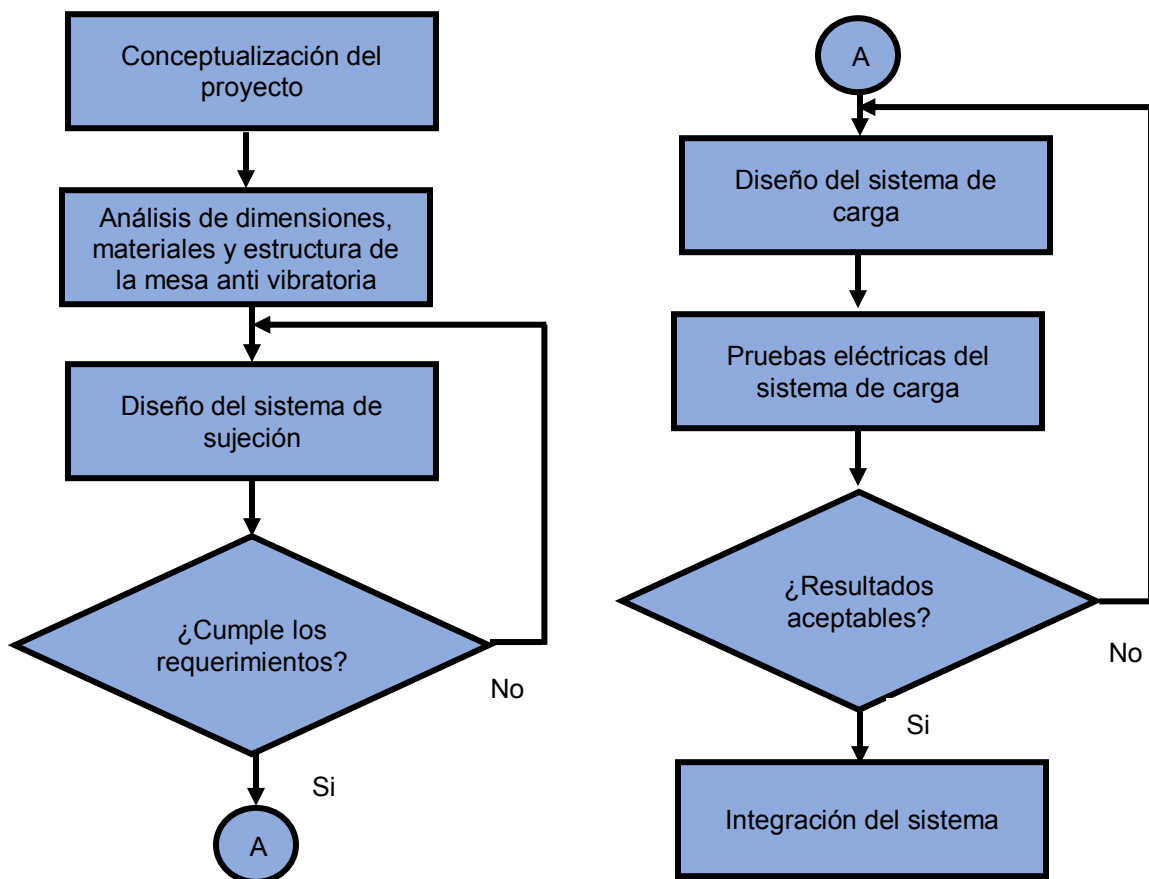 Conceptualización del
proyecto
Análisis de dimensiones,
materiales y estructura de
la mesa anti vibratoria
Diseño del sistema de
sujeción
¿Cumple los
requerimientos?
No
Si
A
A
Diseño del sistema de
carga
Pruebas eléctricas del
sistema de carga
¿Resultados
aceptables?
No
Si
Integración del sistema